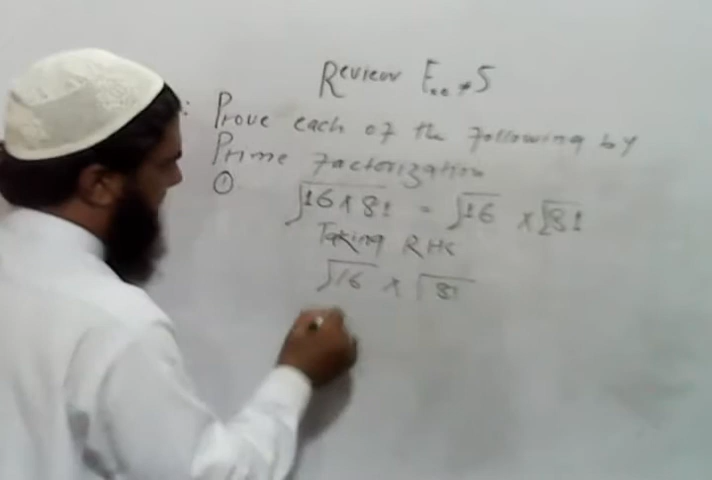 Review Exe # 5
: Prove each of the following by
Prime Factorization
① √16 × 81 = √16 × √81
Taking RHS
√16 × √81